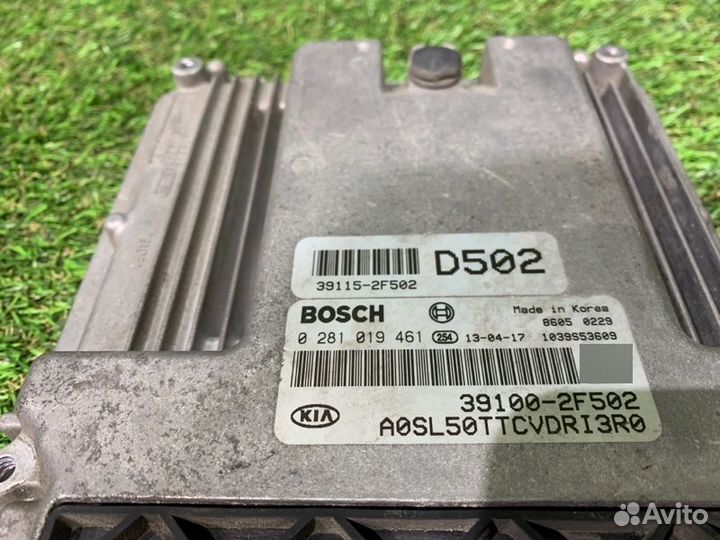 D502
39115-2F502
BOSCH
Made in Korea
8605 0229
0 281 019 461 254 13-04-17 1039S53609
39100-2F502
KIA
A0SL50TTCVDRI3R0
Avito